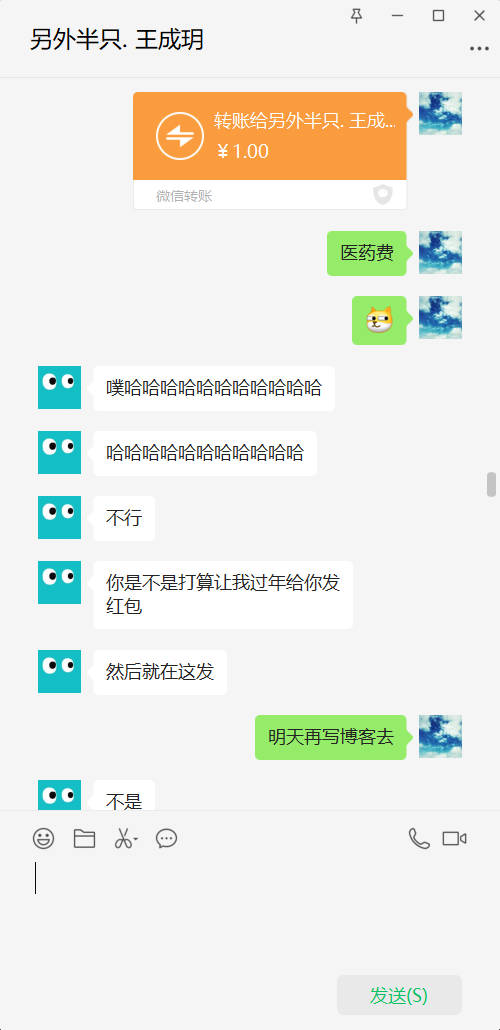 另外半只. 王成玥
转账给另外半只. 王成...
￥1.00
微信转账
医药费
噗哈哈哈哈哈哈哈哈哈哈哈
哈哈哈哈哈哈哈哈哈哈哈
不行
你是不是打算让我过年给你发
红包
然后就在这发
明天再写博客去
不是
发送(S)